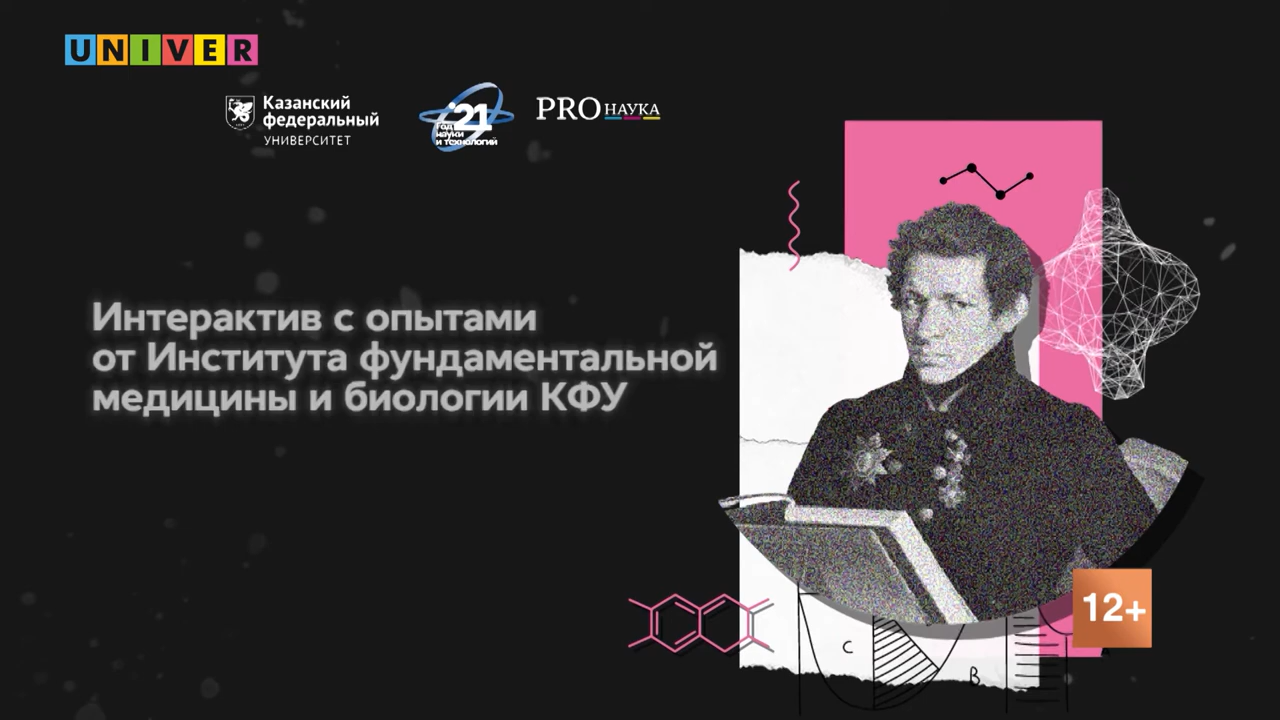 UNIVER
Казанский
федеральный
УНИВЕРСИТЕТ
21
год
науки
и технологий
PRO НАУКА
Интерактив с опытами
от Института фундаментальной
медицины и биологии КФУ
C
B
12+